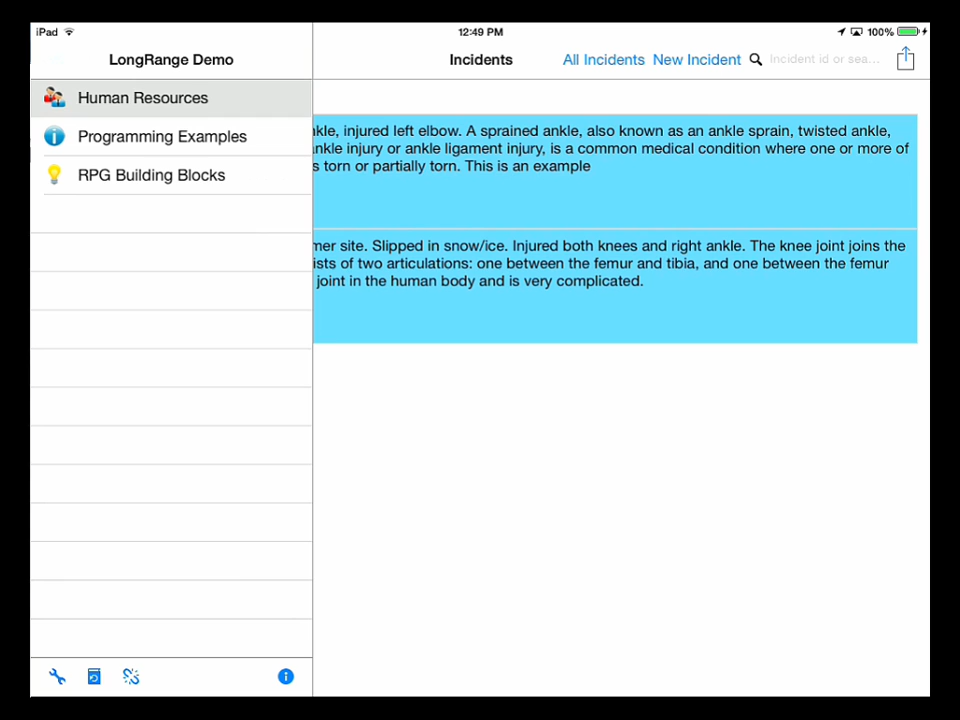 iPad 12:49 PM 100%
LongRange Demo
Human Resources
Programming Examples
RPG Building Blocks
Incidents All Incidents New Incident Incident id or sea...
nkle, injured left elbow. A sprained ankle, also known as an ankle sprain, twisted ankle,
ankle injury or ankle ligament injury, is a common medical condition where one or more of
s torn or partially torn. This is an example
mer site. Slipped in snow/ice. Injured both knees and right ankle. The knee joint joins the
ists of two articulations: one between the femur and tibia, and one between the femur
joint in the human body and is very complicated.